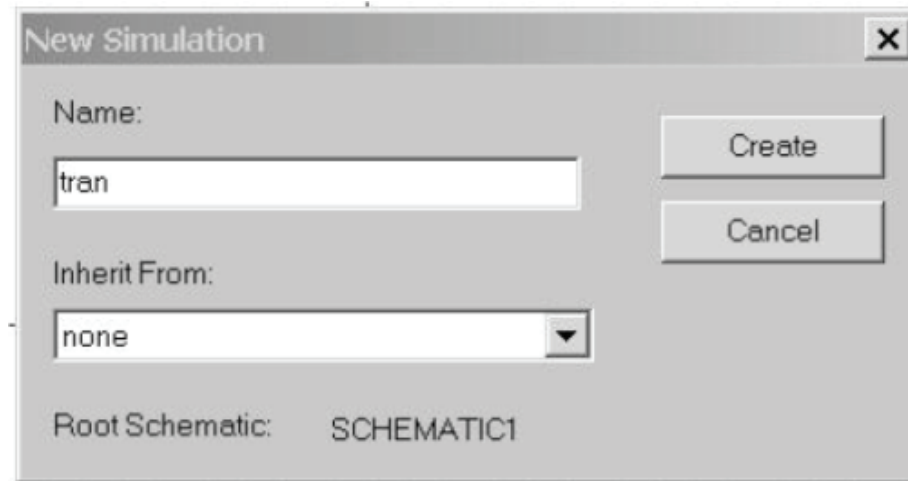 New Simulation
Name:
Create
tran
Cancel
Inherit From:
none
Root Schematic: SCHEMATIC1